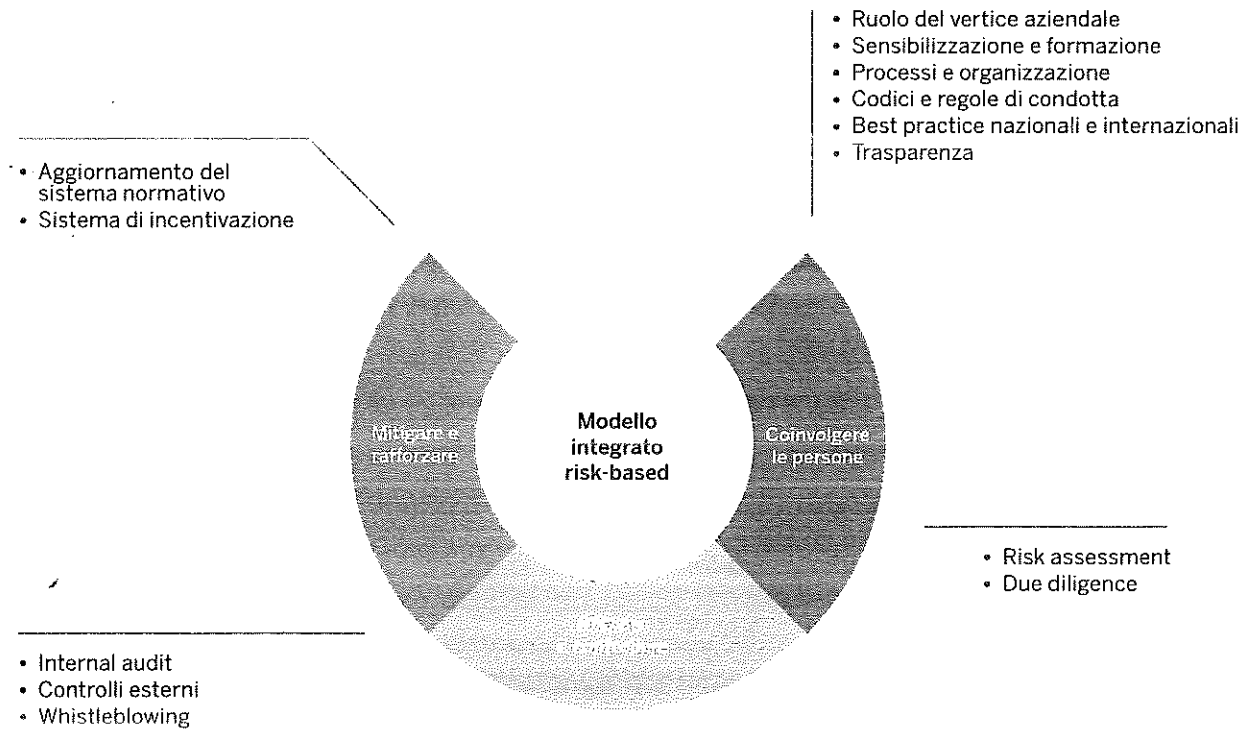 • Ruolo del vertice aziendale
• Sensibilizzazione e formazione
• Processi e organizzazione
• Codici e regole di condotta
• Best practice nazionali e internazionali
• Trasparenza
• Aggiornamento del
sistema normativo
• Sistema di incentivazione
Mitigare e
rafforzare
Modello
integrato
risk-based
Coinvolgere
le persone
• Risk assessment
• Due diligence
• Internal audit
• Controlli esterni
• Whistleblowing